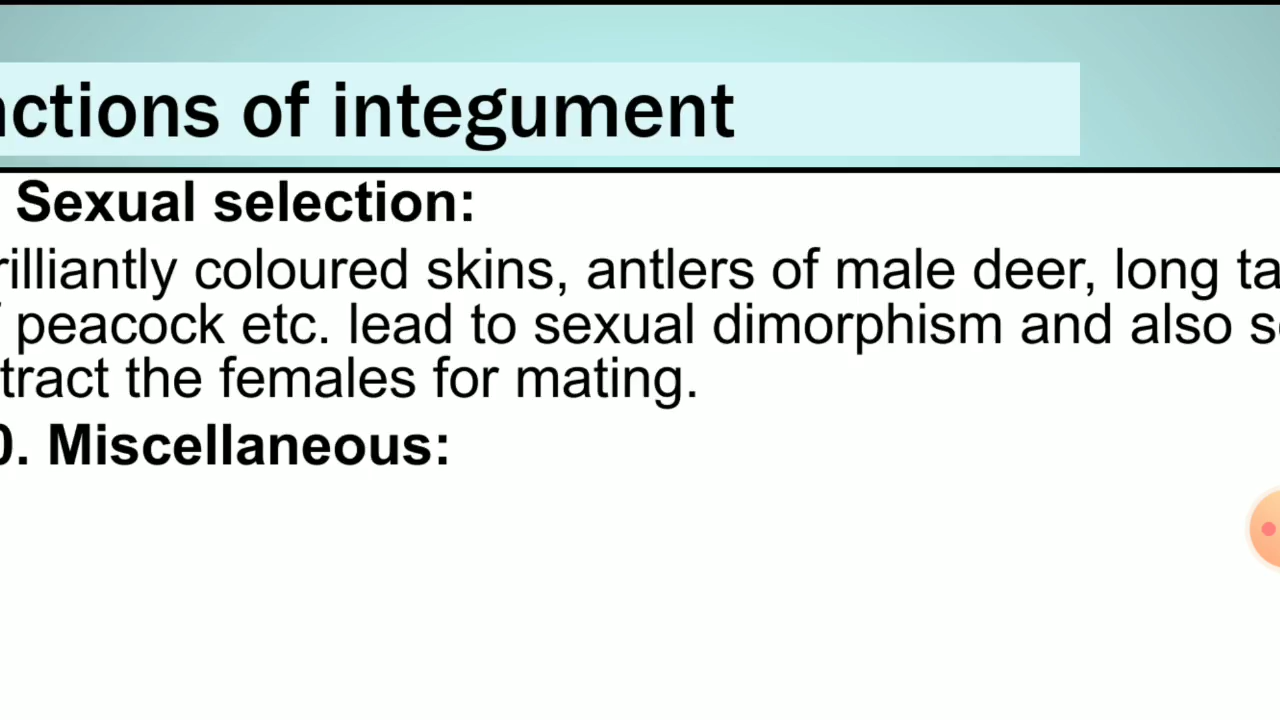 nctions of integument
Sexual selection:
rilliantly coloured skins, antlers of male deer, long ta
peacock etc. lead to sexual dimorphism and also s
tract the females for mating.
0. Miscellaneous: